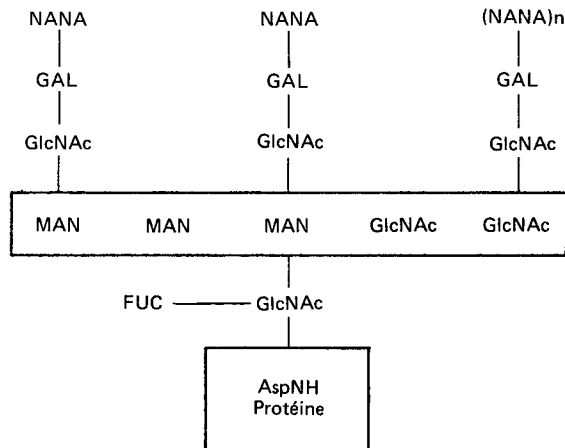 NANA NANA (NANA)n
GAL GAL GAL
GlcNAc GlcNAc GlcNAc
MAN MAN MAN GlcNAc GlcNAc
FUC GlcNAc
AspNH
Protéine